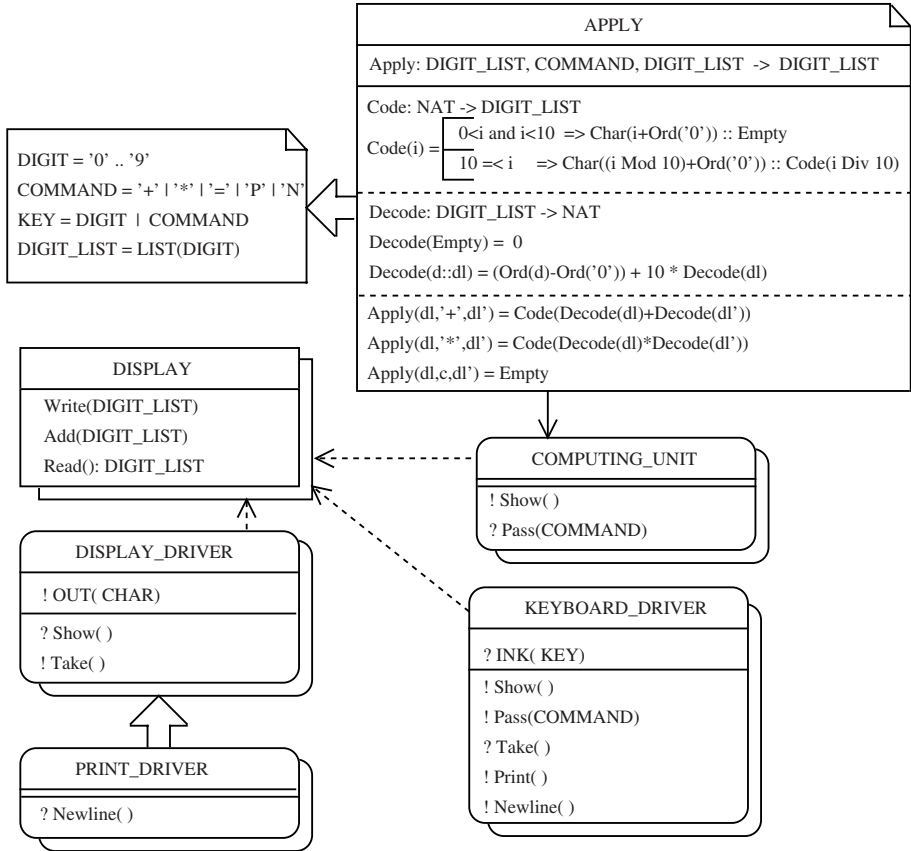 APPLY
Apply: DIGIT_LIST, COMMAND, DIGIT_LIST -> DIGIT_LIST
Code: NAT -> DIGIT_LIST
Code(i) =
0<i and i<10 => Char(i+Ord('0')) :: Empty
10 =< i => Char((i Mod 10)+Ord('0')) :: Code(i Div 10)
Decode: DIGIT_LIST -> NAT
Decode(Empty) = 0
Decode(d::dl) = (Ord(d)-Ord('0')) + 10 * Decode(dl)
Apply(dl,'+',dl’) = Code(Decode(dl)+Decode(dl’))
Apply(dl,'*',dl’) = Code(Decode(dl)*Decode(dl’))
Apply(dl,c,dl’) = Empty
DIGIT = '0' .. '9'
COMMAND = '+' | '*' | '=' | 'P' | 'N'
KEY = DIGIT | COMMAND
DIGIT_LIST = LIST(DIGIT)
DISPLAY
Write(DIGIT_LIST)
Add(DIGIT_LIST)
Read(): DIGIT_LIST
COMPUTING_UNIT
! Show( )
? Pass(COMMAND)
DISPLAY_DRIVER
! OUT( CHAR)
? Show( )
! Take( )
KEYBOARD_DRIVER
? INK( KEY)
! Show( )
! Pass(COMMAND)
? Take( )
! Print( )
! Newline( )
PRINT_DRIVER
? Newline( )